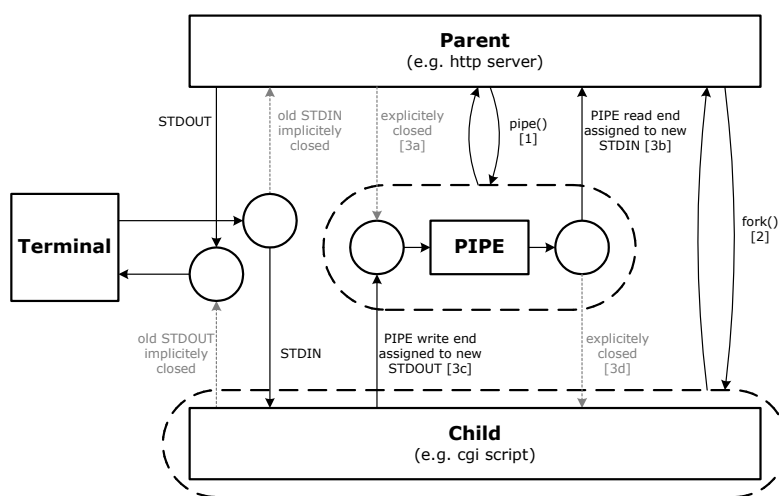 Parent
(e.g. http server)
STDOUT
old STDIN
implicitely
closed
explicitely
closed
[3a]
pipe()
[1]
PIPE read end
assigned to new
STDIN [3b]
fork()
[2]
Terminal
PIPE
old STDOUT
implicitely
closed
STDIN
PIPE write end
assigned to new
STDOUT [3c]
explicitely
closed
[3d]
Child
(e.g. cgi script)